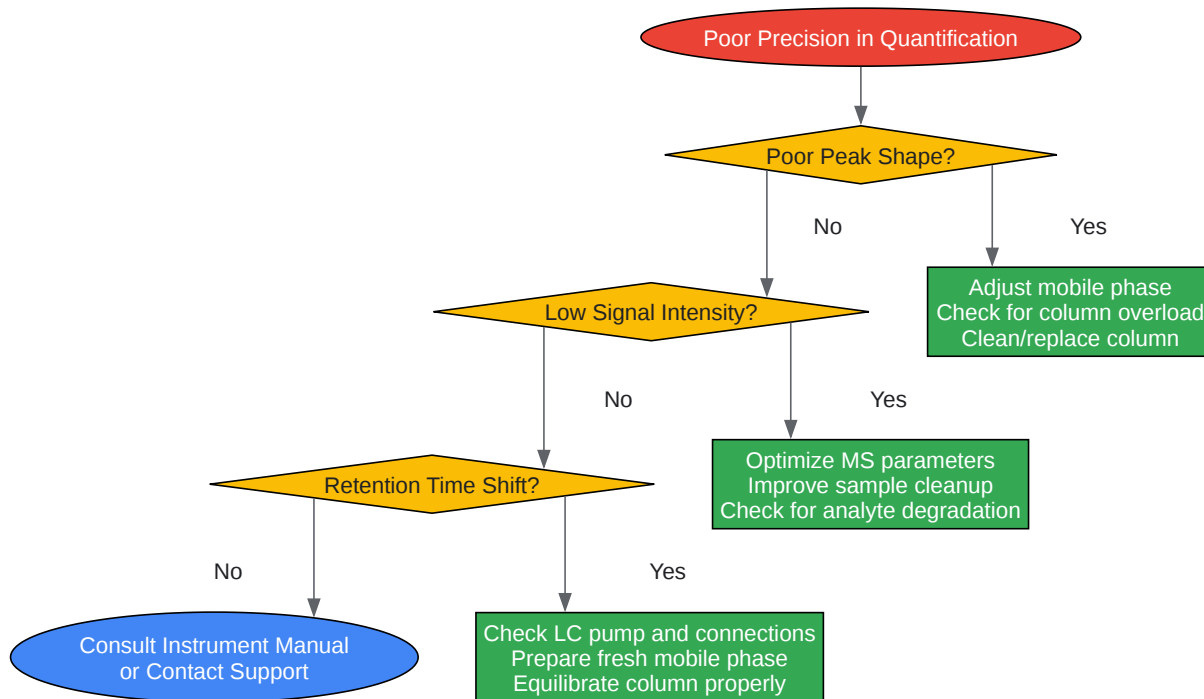 Poor Precision in Quantification
Poor Peak Shape?
No
Yes
Adjust mobile phase
Check for column overload
Clean/replace column
Low Signal Intensity?
No
Yes
Optimize MS parameters
Improve sample cleanup
Check for analyte degradation
Retention Time Shift?
No
Yes
Consult Instrument Manual
or Contact Support
Check LC pump and connections
Prepare fresh mobile phase
Equilibrate column properly